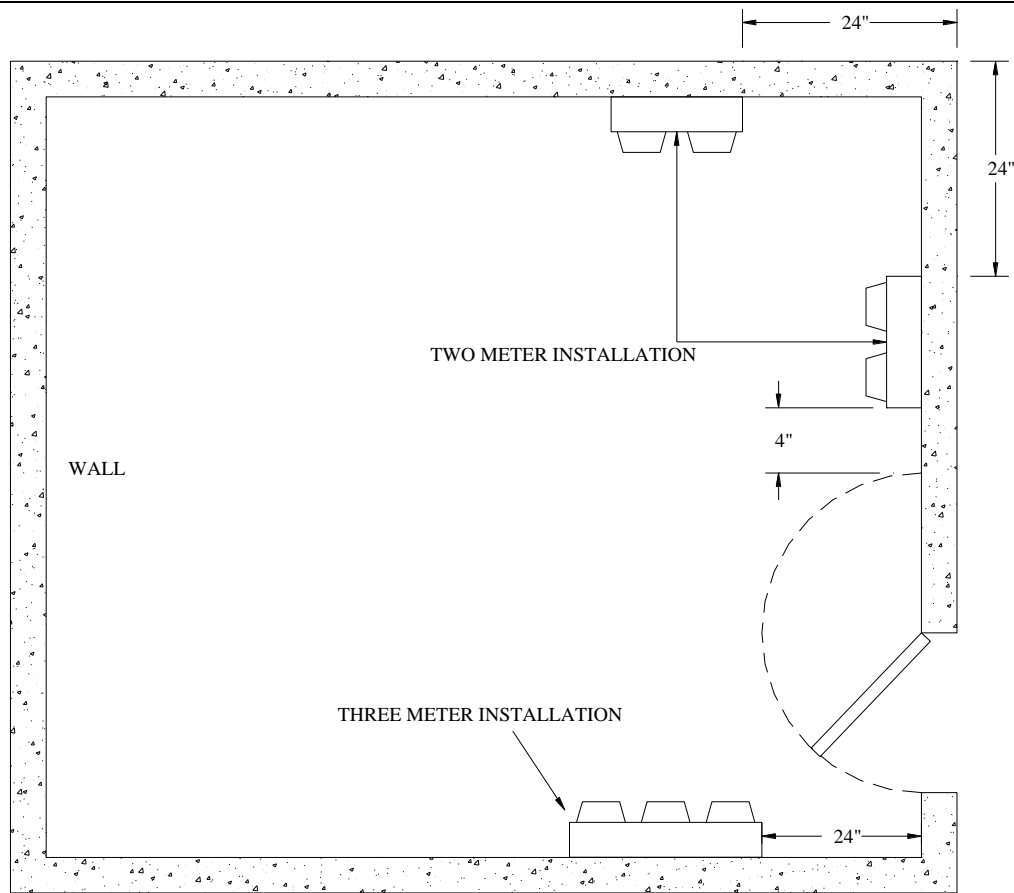 24"
24"
TWO METER INSTALLATION
4"
WALL
THREE METER INSTALLATION
24"